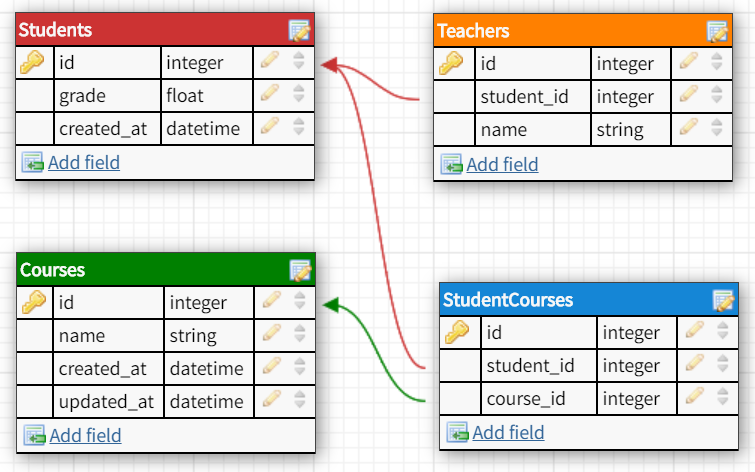 Students
id integer
grade float
created_at datetime
Add field
Teachers
id integer
student_id integer
name string
Add field
Courses
id integer
name string
created_at datetime
updated_at datetime
Add field
StudentCourses
id integer
student_id integer
course_id integer
Add field